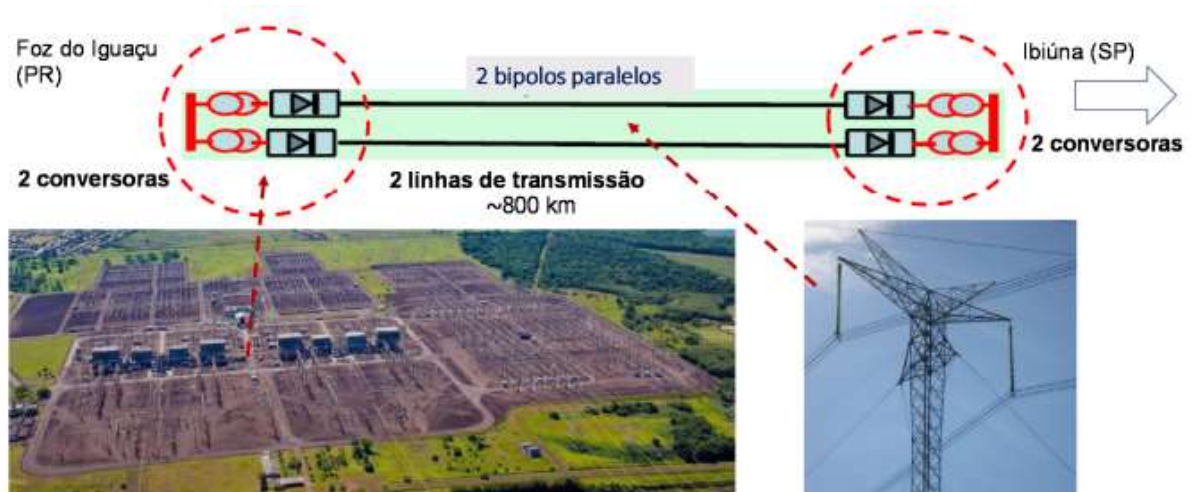 Foz do Iguaçu
(PR)
2 bipolos paralelos
Ibiúna (SP)
2 conversoras
2 linhas de transmissão
~800 km
2 conversoras